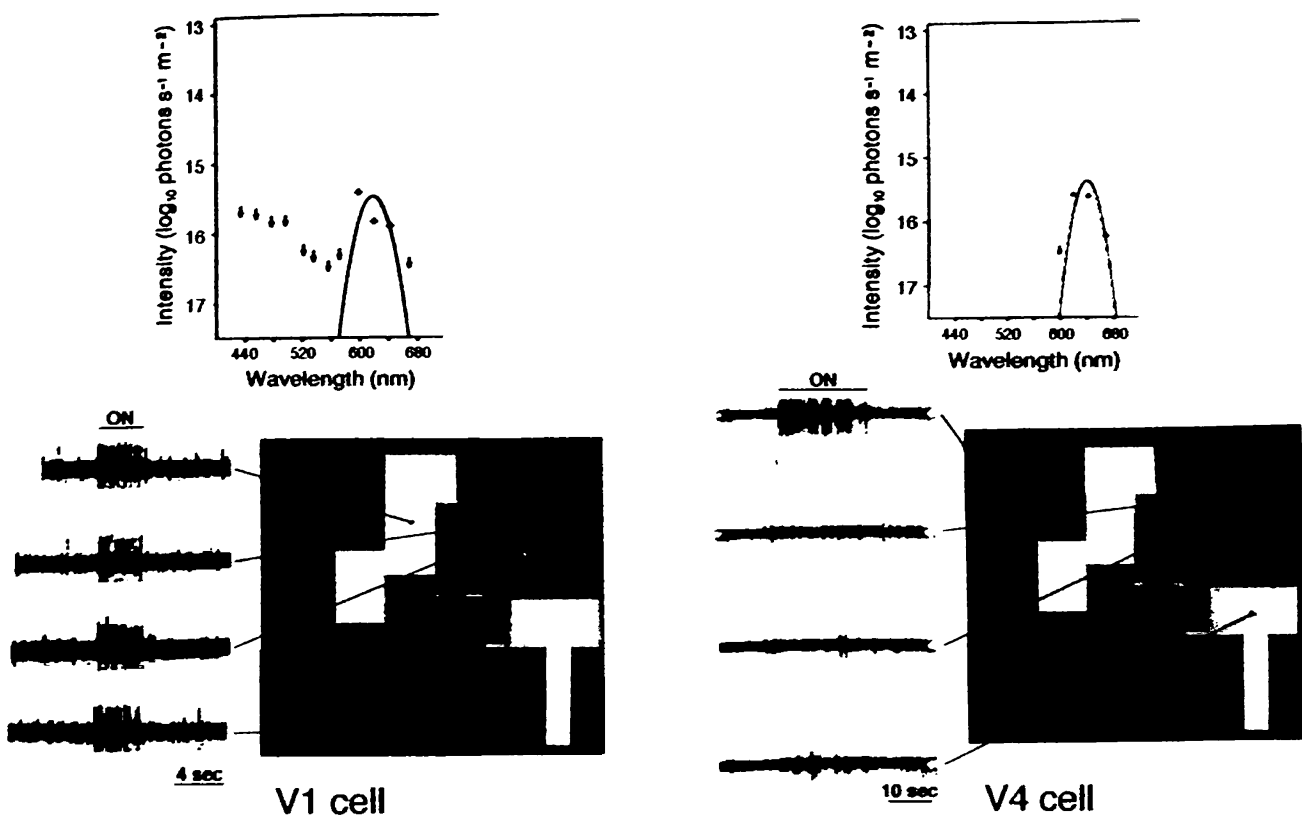 13
14
15
16
17
Intensity (log₁₀ photons s⁻¹ m⁻²)
440 520 600 680
Wavelength (nm)
ON
4 sec
V1 cell
13
14
15
16
17
Intensity (log₁₀ photons s⁻¹ m⁻²)
440 520 600 680
Wavelength (nm)
ON
10 sec
V4 cell